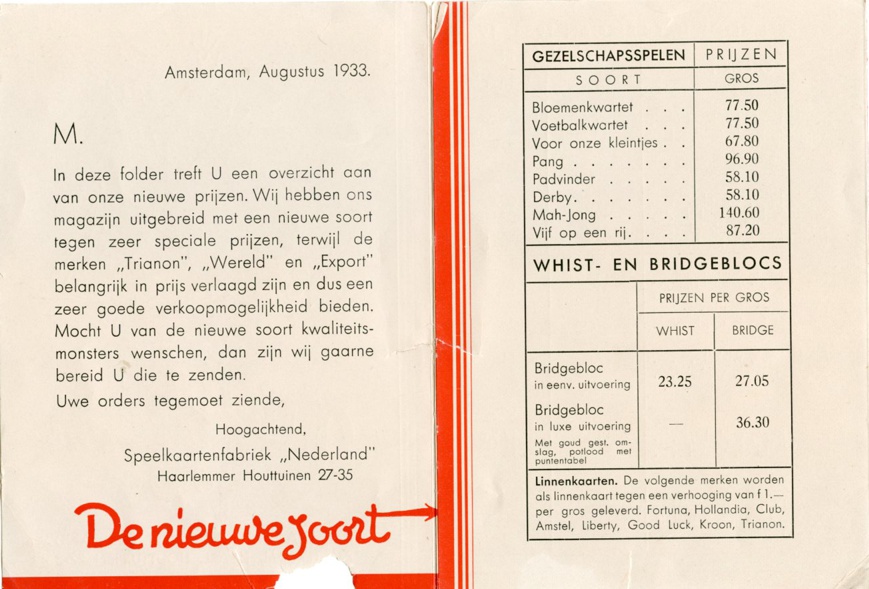 Amsterdam, Augustus 1933.
M.
In deze folder treft U een overzicht aan
van onze nieuwe prijzen. Wij hebben ons
magazijn uitgebreid met een nieuwe soort
tegen zeer speciale prijzen, terwijl de
merken „Trianon", „Wereld" en „Export"
belangrijk in prijs verlaagd zijn en dus een
zeer goede verkoopmogelijkheid bieden.
Mocht U van de nieuwe soort kwaliteits-
monsters wenschen, dan zijn wij gaarne
bereid U die te zenden.
Uwe orders tegemoet ziende,
Hoogachtend,
Speelkaartenfabriek „Nederland"
Haarlemmer Houttuinen 27-35
De nieuwe soort
GEZELSCHAPSSPELEN PRIJZEN
SOORT GROS
Bloemenkwartet . . . 77.50
Voetbalkwartet . . . 77.50
Voor onze kleintjes . . 67.80
Pang . . . . . . . 96.90
Padvinder . . . . . 58.10
Derby. . . . . . . 58.10
Mah-Jong . . . . . 140.60
Vijf op een rij. . . . 87.20
WHIST- EN BRIDGEBLOCS
PRIJZEN PER GROS
WHIST BRIDGE
Bridgebloc
in eenv. uitvoering 23.25 27.05
Bridgebloc
in luxe uitvoering — 36.30
Met goud gest. om-
slag, potlood met
puntentabel
Linnenkaarten. De volgende merken worden
als linnenkaart tegen een verhooging van f 1.—
per gros geleverd. Fortuna, Hollandia, Club,
Amstel, Liberty, Good Luck, Kroon, Trianon.